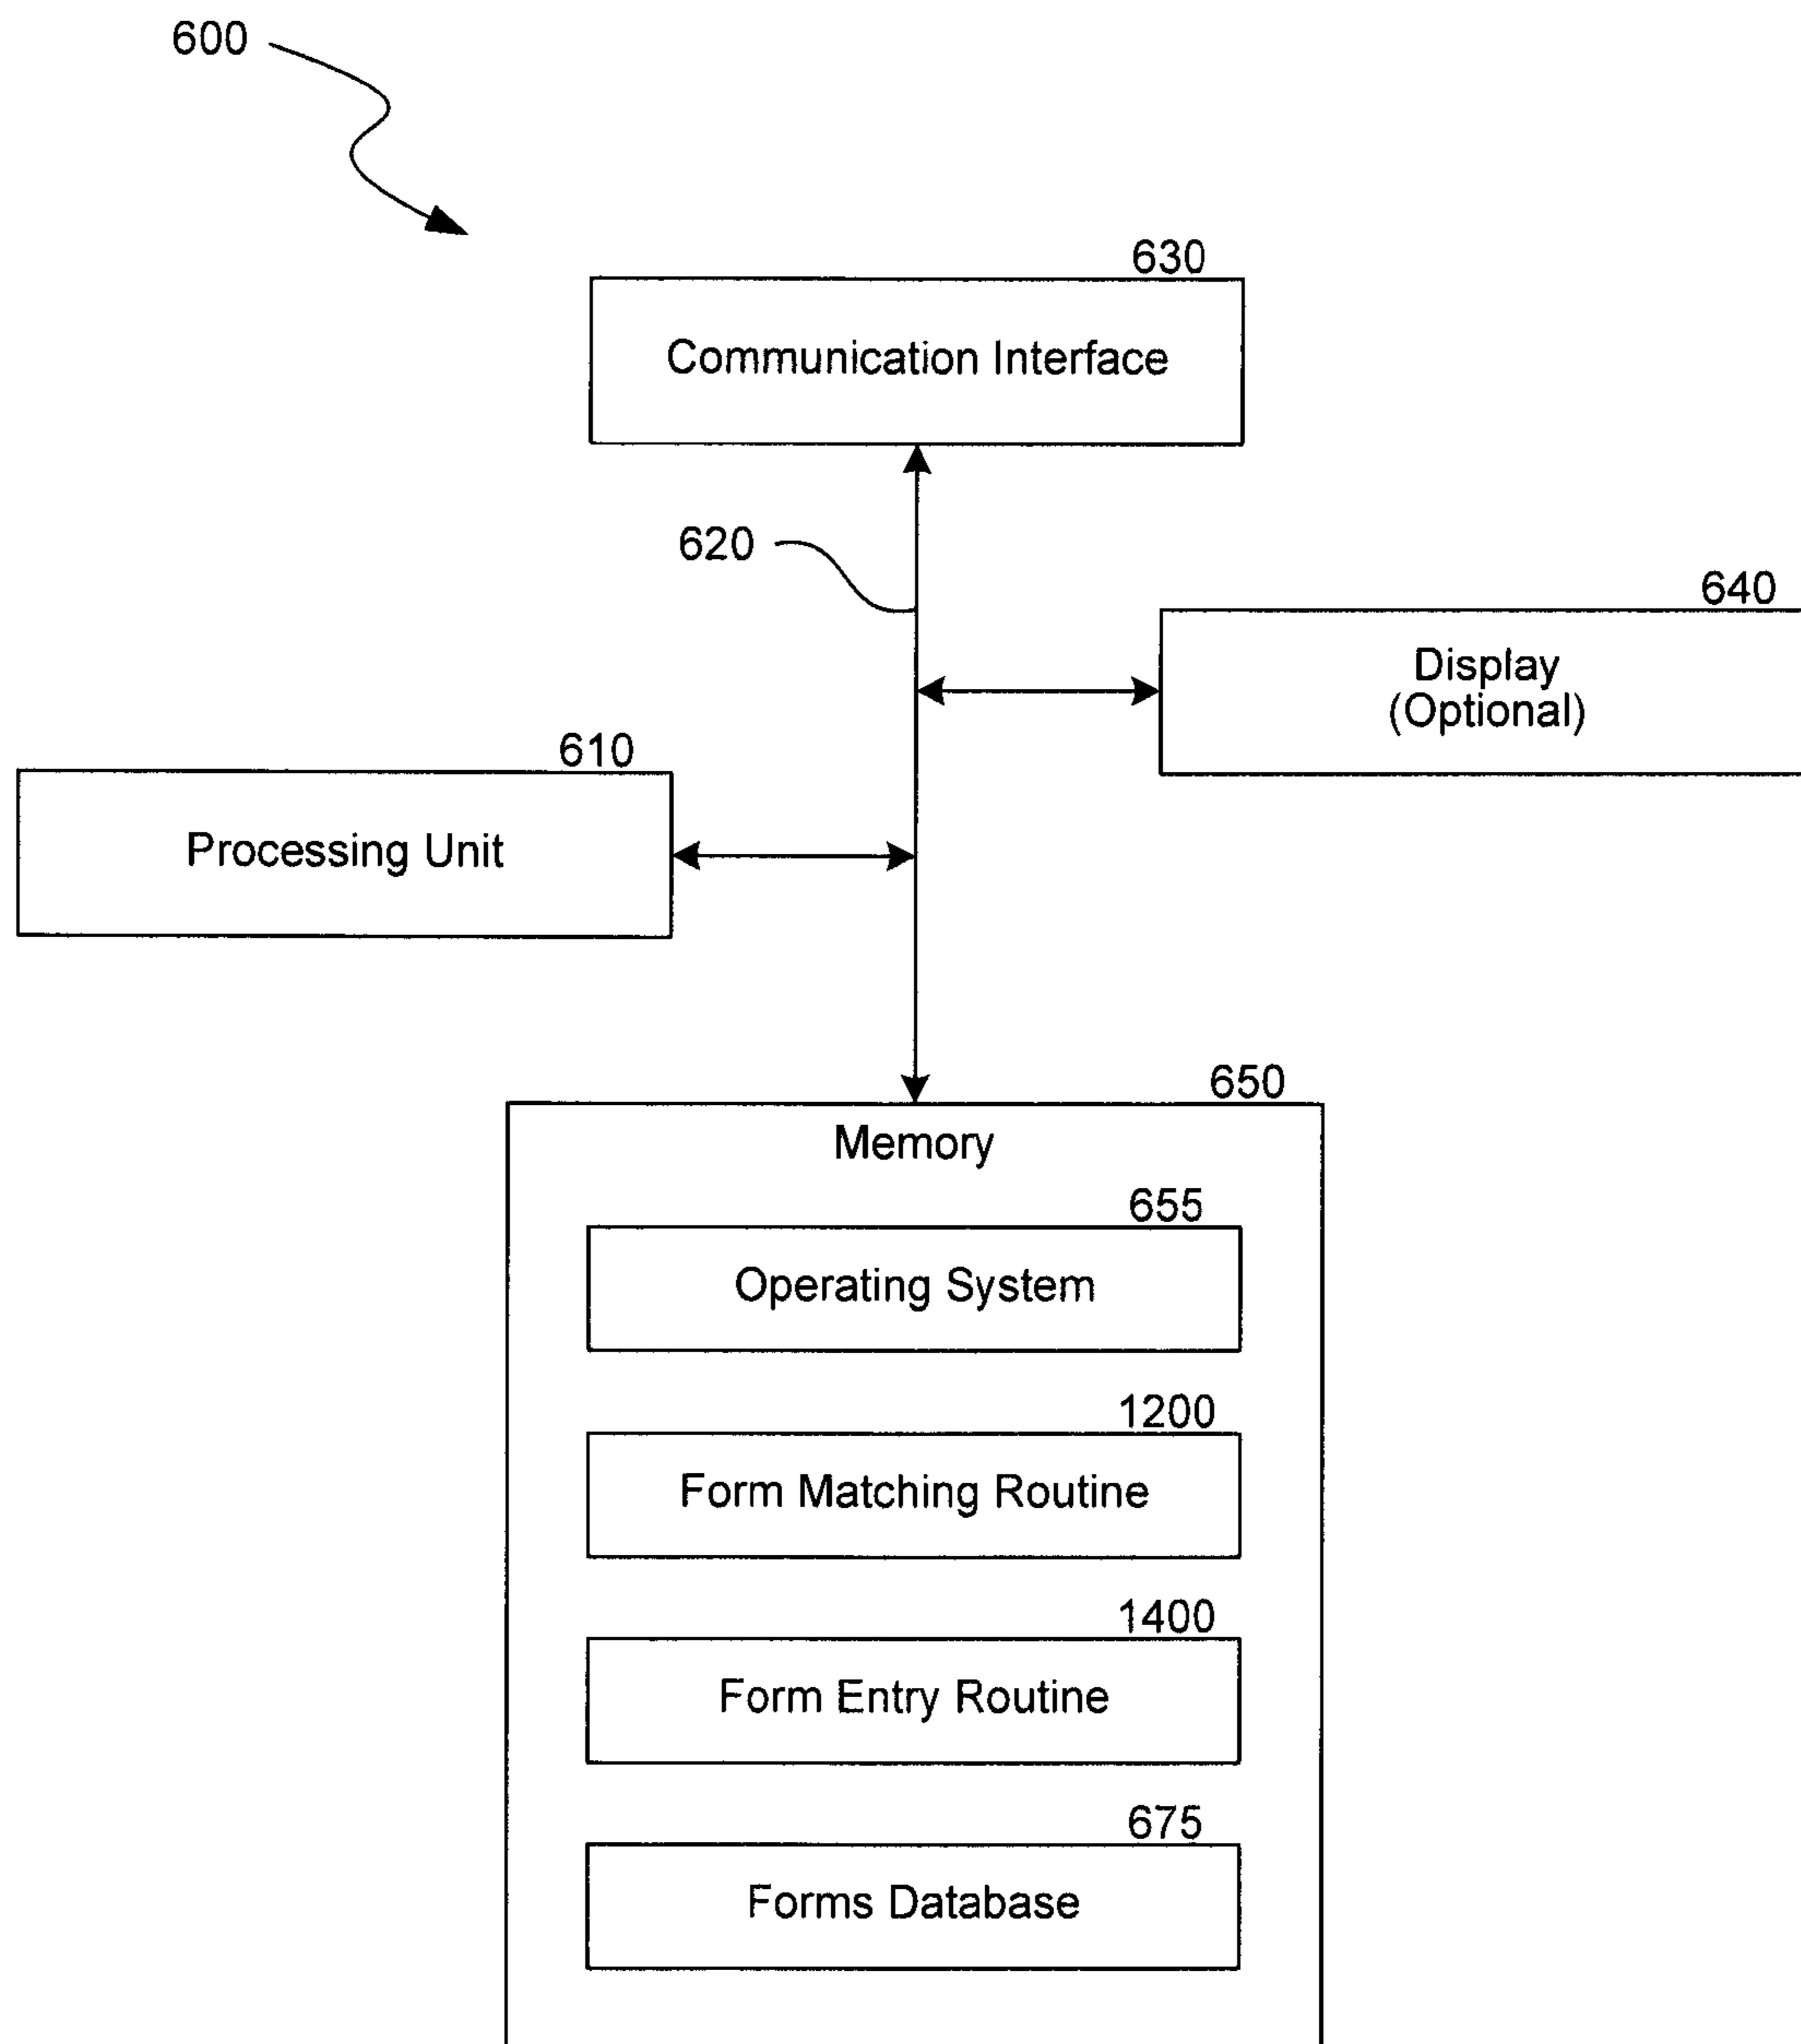 600
630
Communication Interface
620
640
Display
(Optional)
610
Processing Unit
650
Memory
655
Operating System
1200
Form Matching Routine
1400
Form Entry Routine
675
Forms Database